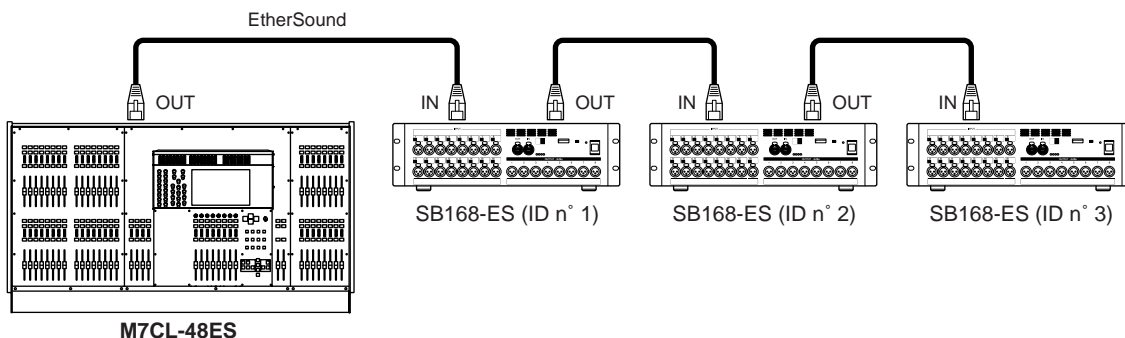 EtherSound
OUT
IN
OUT
IN
OUT
IN
SB168-ES (ID n° 1)
SB168-ES (ID n° 2)
SB168-ES (ID n° 3)
M7CL-48ES